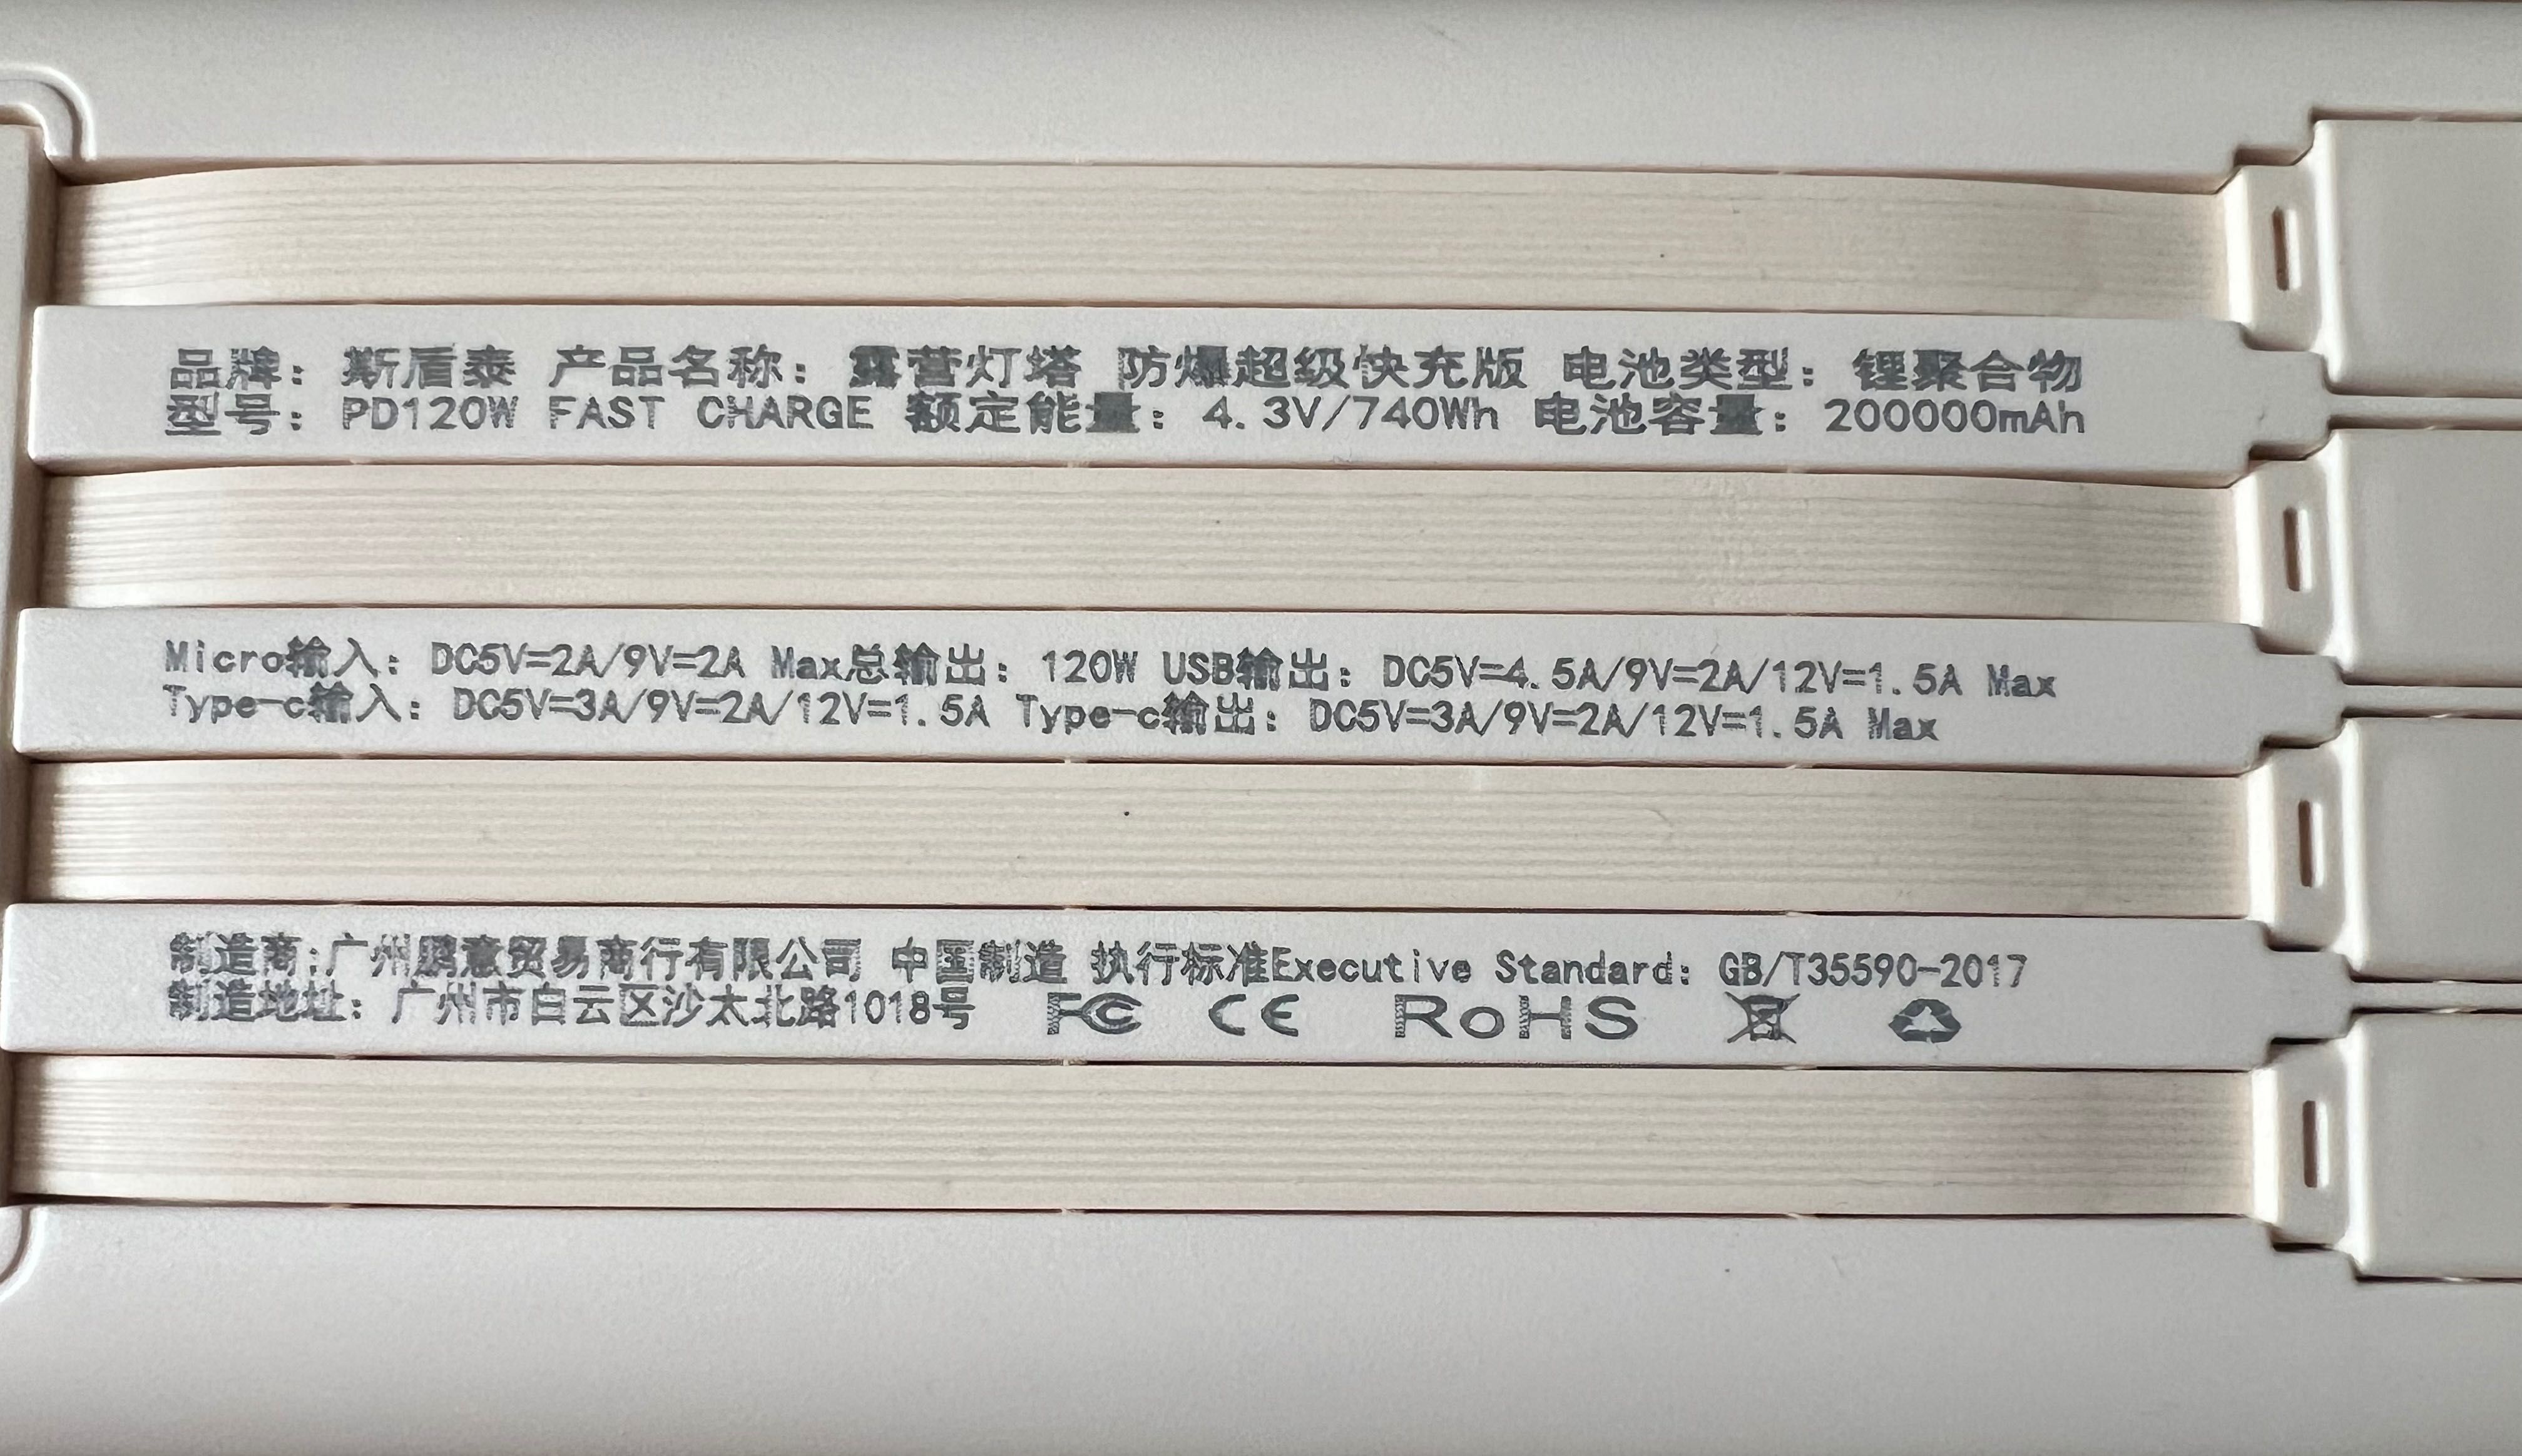 品牌：斯盾泰 产品名称：露营灯塔 防爆超级快充版 电池类型：锂聚合物
型号：PD120W FAST CHARGE 额定能量：4.3V/740Wh 电池容量：200000mAh
Micro输入：DC5V=2A/9V=2A Max总输出：120W USB输出：DC5V=4.5A/9V=2A/12V=1.5A Max
Type-c输入：DC5V=3A/9V=2A/12V=1.5A Type-c输出：DC5V=3A/9V=2A/12V=1.5A Max
制造商:广州鹏意贸易商行有限公司 中国制造 执行标准Executive Standard：GB/T35590-2017
制造地址：广州市白云区沙太北路1018号 FC CE RoHS